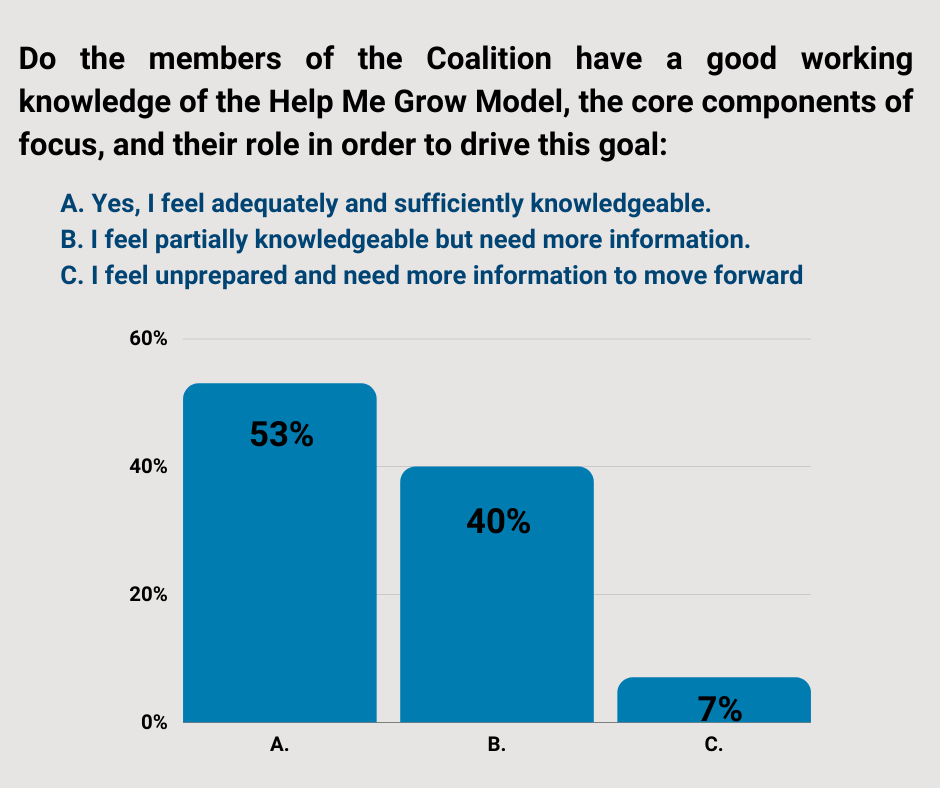 Do the members of the Coalition have a good working
knowledge of the Help Me Grow Model, the core components of
focus, and their role in order to drive this goal:
A. Yes, I feel adequately and sufficiently knowledgeable.
B. I feel partially knowledgeable but need more information.
C. I feel unprepared and need more information to move forward
60%
53%
40%
40%
20%
7%
0%
A.
B.
C.